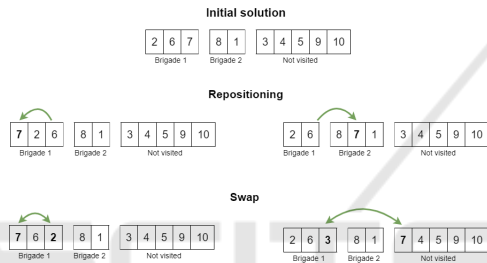 Initial solution
2 6 7 8 1 3 4 5 9 10
Brigade 1 Brigade 2 Not visited
Repositioning
7 2 6 8 1 3 4 5 9 10 2 6 8 7 1 3 4 5 9 10
Brigade 1 Brigade 2 Not visited Brigade 1 Brigade 2 Not visited
Swap
7 6 2 8 1 3 4 5 9 10 2 6 3 8 1 7 4 5 9 10
Brigade 1 Brigade 2 Not visited Brigade 1 Brigade 2 Not visited